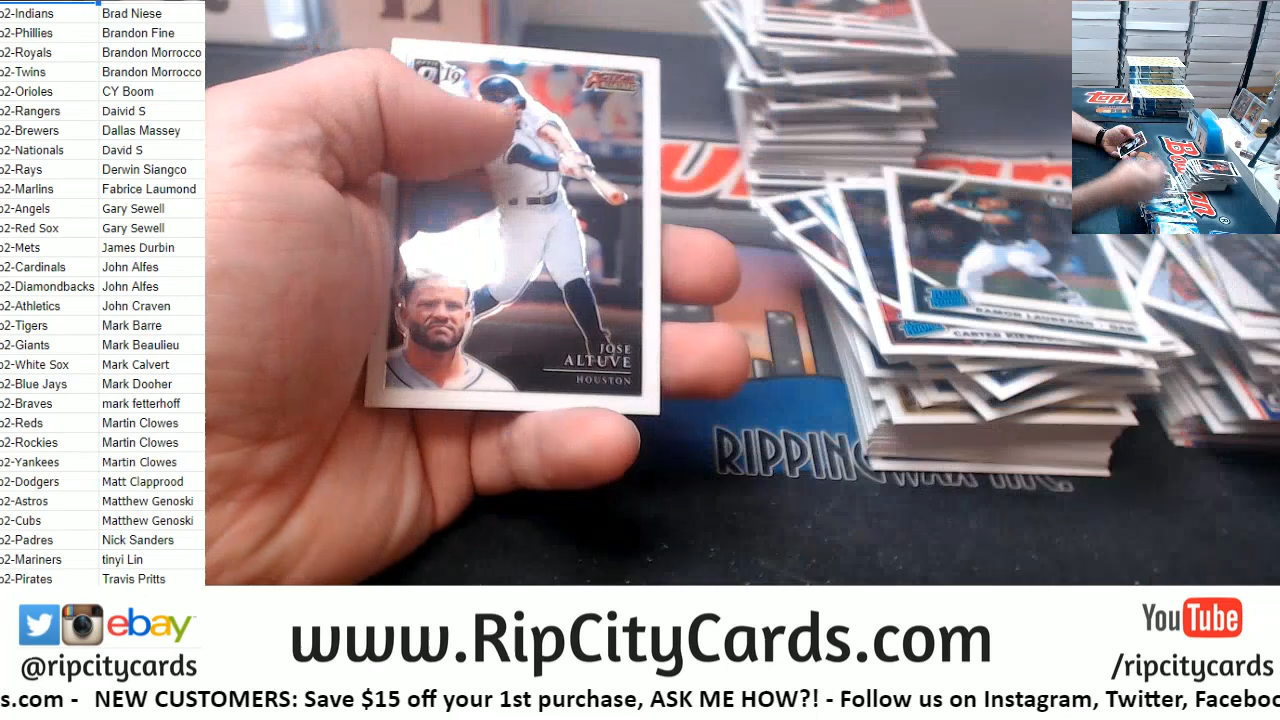 o2-Indians Brad Niese
o2-Phillies Brandon Fine
o2-Royals Brandon Morrocco
o2-Twins Brandon Morrocco
o2-Orioles CY Boom
o2-Rangers Daivid S
o2-Brewers Dallas Massey
o2-Nationals David S
o2-Rays Derwin Siangco
o2-Marlins Fabrice Laumond
o2-Angels Gary Sewell
o2-Red Sox Gary Sewell
o2-Mets James Durbin
o2-Cardinals John Alfes
o2-Diamondbacks John Alfes
o2-Athletics John Craven
o2-Tigers Mark Barre
o2-Giants Mark Beaulieu
o2-White Sox Mark Calvert
o2-Blue Jays Mark Dooher
o2-Braves mark fetterhoff
o2-Reds Martin Clowes
o2-Rockies Martin Clowes
o2-Yankees Martin Clowes
o2-Dodgers Matt Clapprood
o2-Astros Matthew Genoski
o2-Cubs Matthew Genoski
o2-Padres Nick Sanders
o2-Mariners tinyi Lin
o2-Pirates Travis Pritts
19
JOSE
ALTUVE
HOUSTON
RAMON LAUREANO
CARTER
RIPPING WAX INC.
Topps
ebay
@ripcitycards
www.RipCityCards.com
YouTube
/ripcitycards
s.com - NEW CUSTOMERS: Save $15 off your 1st purchase, ASK ME HOW?! - Follow us on Instagram, Twitter, Facebo